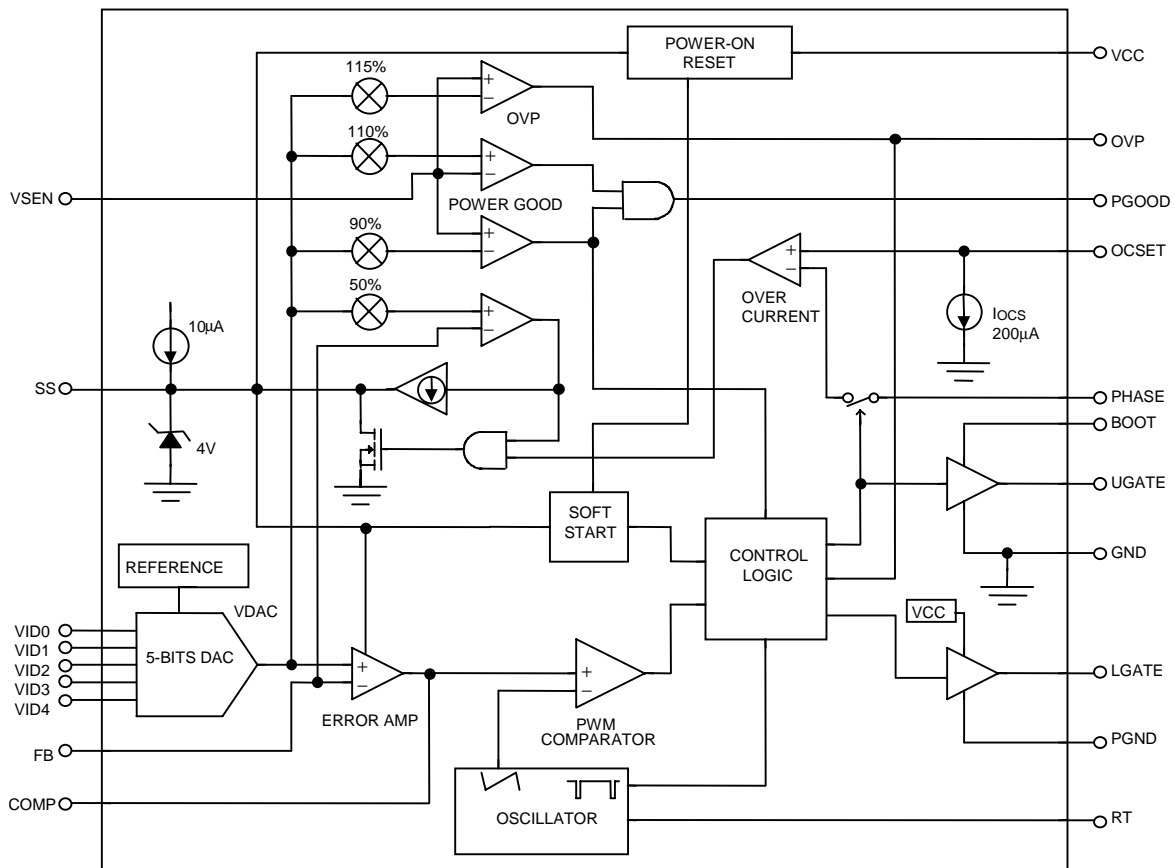 POWER-ON
RESET
VCC
115%
+
−
OVP
OVP
110%
+
−
VSEN
POWER GOOD
PGOOD
90%
+
−
+
−
OCSET
OVER
CURRENT
IOCS
200µA
50%
+
−
10µA
SS
PHASE
BOOT
4V
UGATE
SOFT
START
CONTROL
LOGIC
GND
REFERENCE
VDAC
VCC
VID0
VID1
VID2
VID3
VID4
5-BITS DAC
+
−
ERROR AMP
+
−
PWM
COMPARATOR
LGATE
PGND
FB
COMP
OSCILLATOR
RT